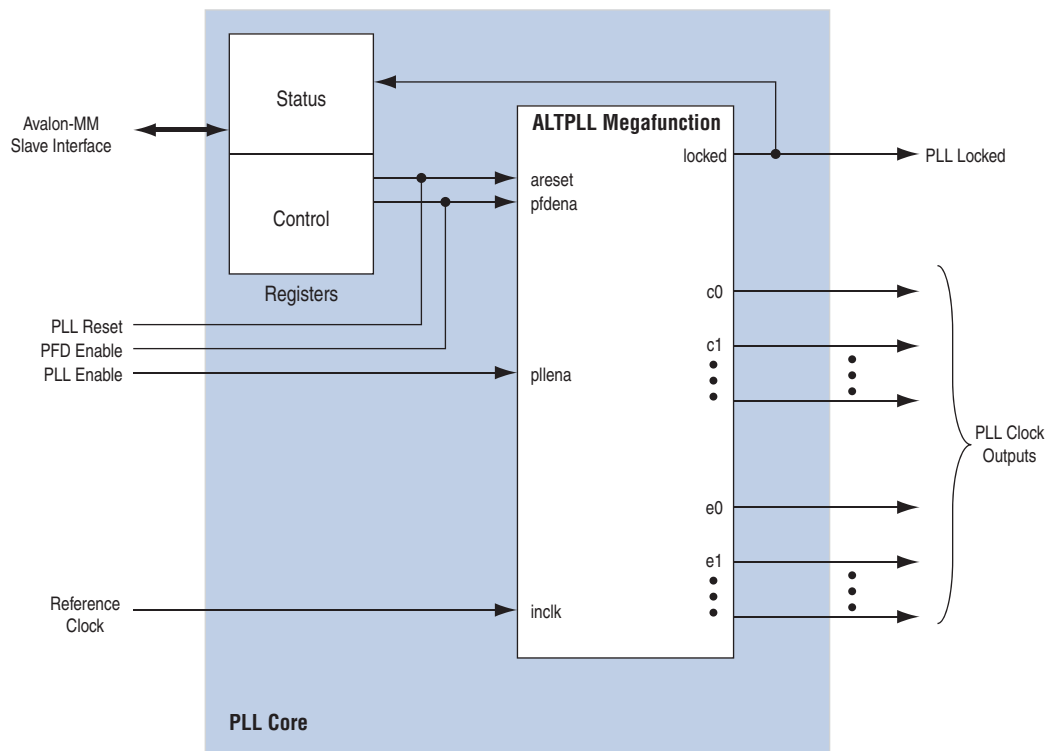 Status
Avalon-MM
Slave Interface
Control
Registers
ALTPLL Megafunction
locked
PLL Locked
areset
pfdena
PLL Reset
PFD Enable
PLL Enable
pllena
c0
c1
PLL Clock
Outputs
e0
e1
Reference
Clock
inclk
PLL Core